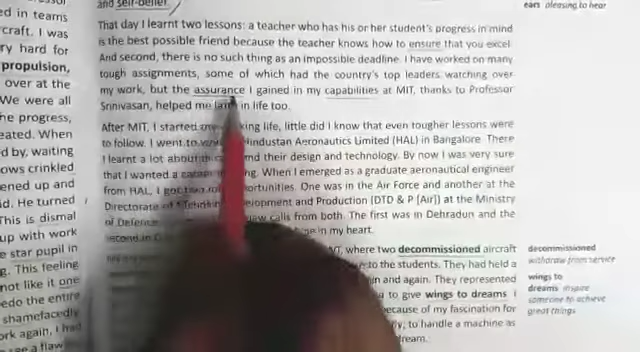 and self-belief.
ears pleasing to hear
ed in teams
craft. I was
ry hard for
propulsion,
over at the
We were all
he progress,
eated. When
d by, waiting
ows crinkled
ened up and
d. He turned
This is dismal
up with work
e star pupil in
g. This feeling
not like it one
edo the entire
shamefacedly
ork again, I had
a flaw
That day I learnt two lessons: a teacher who has his or her student's progress in mind
is the best possible friend because the teacher knows how to ensure that you excel.
And second, there is no such thing as an impossible deadline. I have worked on many
tough assignments, some of which had the country's top leaders watching over
my work, but the assurance I gained in my capabilities at MIT, thanks to Professor
Srinivasan, helped me in life too.
After MIT, I started king life, little did I know that even tougher lessons were
to follow. I went to Hindustan Aeronautics Limited (HAL) in Bangalore. There
I learnt a lot about nd their design and technology. By now I was very sure
that I wanted a ng. When I emerged as a graduate aeronautical engineer
from HAL, I got ortunities. One was in the Air Force and another at the
Directorate of elopment and Production [DTD & P (Air)] at the Ministry
of Defence. calls from both. The first was in Dehradun and the
second in in my heart.
where two decommissioned aircraft
to the students. They had held a
in and again. They represented
to give wings to dreams. I
ecause of my fascination for
to handle a machine as
dream.
decommissioned
withdraw from service
wings to
dreams inspire
someone to achieve
great things